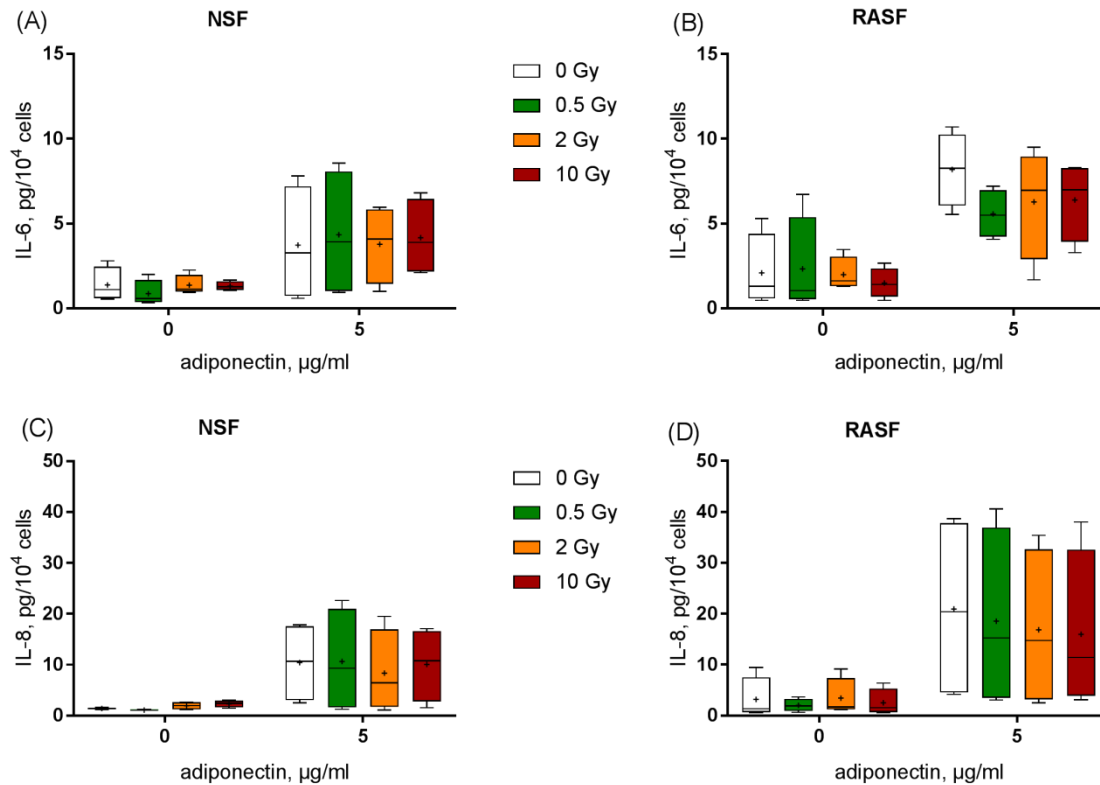 (A)
NSF
15
10
5
0
IL-6, pg/10⁴ cells
0
5
adiponectin, µg/ml
0 Gy
0.5 Gy
2 Gy
10 Gy
(B)
RASF
15
10
5
0
IL-6, pg/10⁴ cells
0
5
adiponectin, µg/ml
(C)
NSF
50
40
30
20
10
0
IL-8, pg/10⁴ cells
0
5
adiponectin, µg/ml
0 Gy
0.5 Gy
2 Gy
10 Gy
(D)
RASF
50
40
30
20
10
0
IL-8, pg/10⁴ cells
0
5
adiponectin, µg/ml